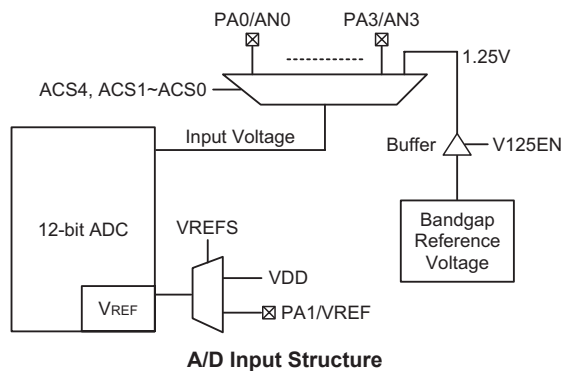 PA0/AN0 PA3/AN3
1.25V
ACS4, ACS1~ACS0
Input Voltage
Buffer
V125EN
12-bit ADC
Bandgap
Reference
Voltage
VREFS
VDD
VREF
PA1/VREF
A/D Input Structure